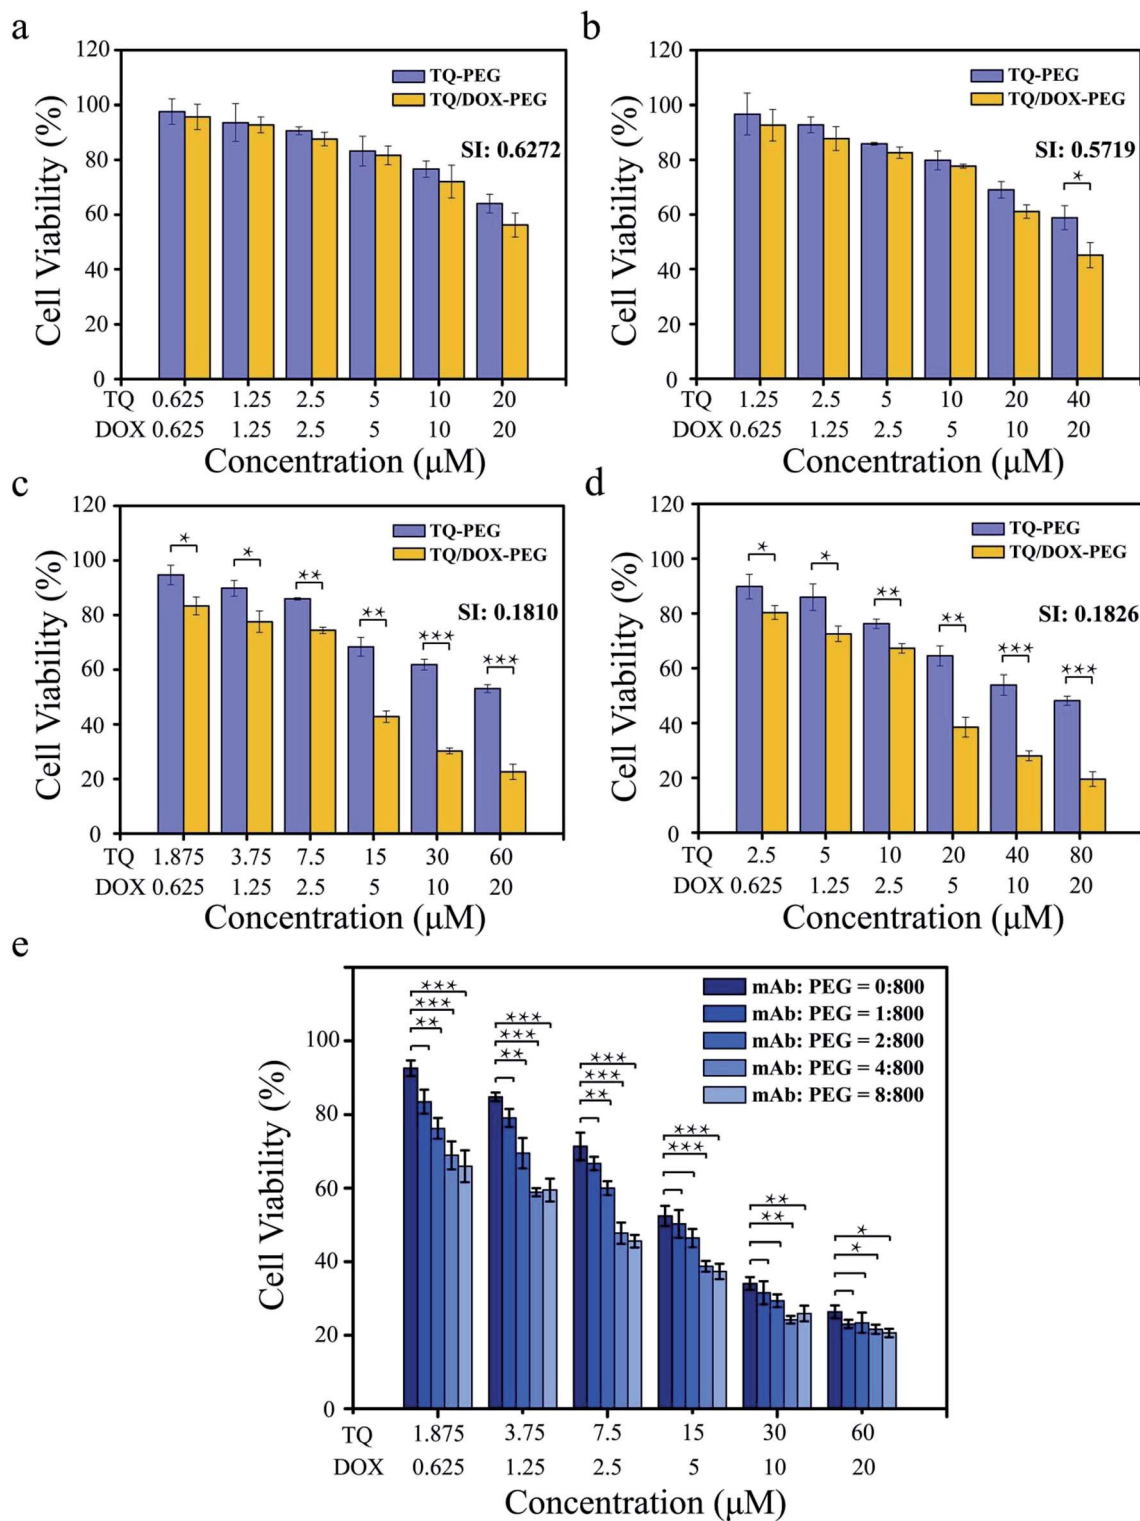 a
120
100
80
60
40
20
0
Cell Viability (%)
TQ-PEG
TQ/DOX-PEG
SI: 0.6272
TQ 0.625 1.25 2.5 5 10 20
DOX 0.625 1.25 2.5 5 10 20
Concentration (μM)
b
120
100
80
60
40
20
0
Cell Viability (%)
TQ-PEG
TQ/DOX-PEG
SI: 0.5719
*
TQ 1.25 2.5 5 10 20 40
DOX 0.625 1.25 2.5 5 10 20
Concentration (μM)
c
120
100
80
60
40
20
0
Cell Viability (%)
TQ-PEG
TQ/DOX-PEG
SI: 0.1810
* * ** ** *** ***
TQ 1.875 3.75 7.5 15 30 60
DOX 0.625 1.25 2.5 5 10 20
Concentration (μM)
d
120
100
80
60
40
20
0
Cell Viability (%)
TQ-PEG
TQ/DOX-PEG
SI: 0.1826
* * ** ** *** ***
TQ 2.5 5 10 20 40 80
DOX 0.625 1.25 2.5 5 10 20
Concentration (μM)
e
100
80
60
40
20
0
Cell Viability (%)
mAb: PEG = 0:800
mAb: PEG = 1:800
mAb: PEG = 2:800
mAb: PEG = 4:800
mAb: PEG = 8:800
***
***
**
***
***
**
***
***
**
***
***
**
**
*
*
TQ 1.875 3.75 7.5 15 30 60
DOX 0.625 1.25 2.5 5 10 20
Concentration (μM)